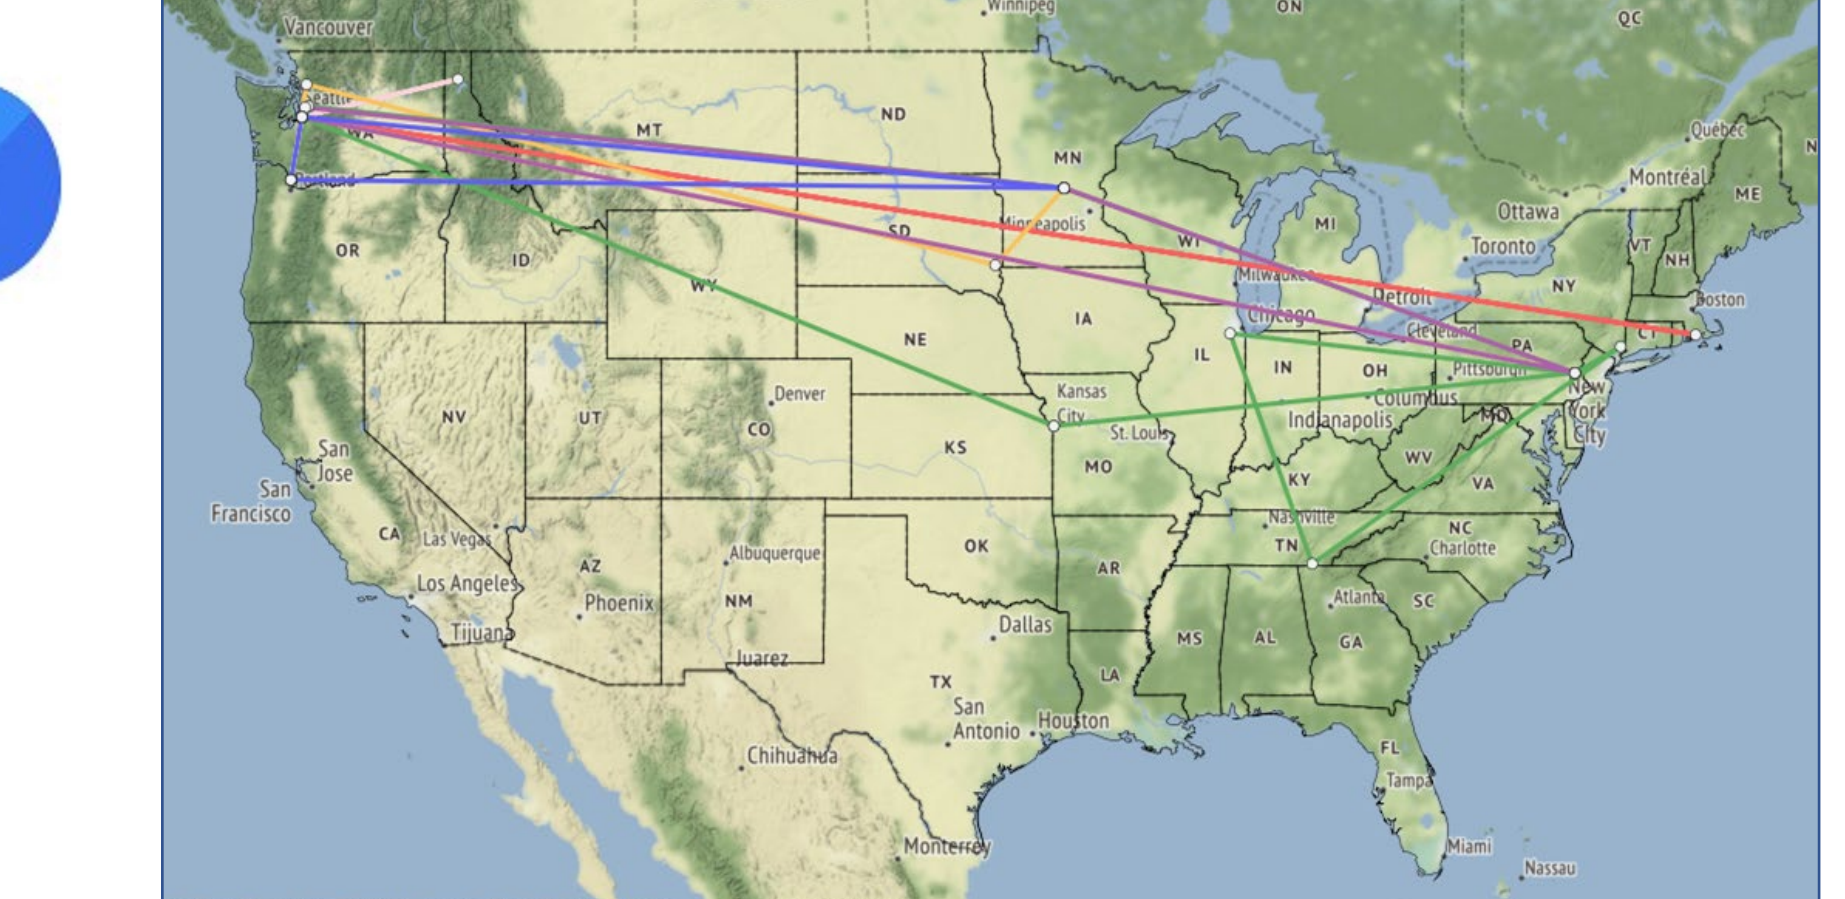 Winnipeg
ON
QC
Vancouver
Seattle
WA
MT
ND
MN
Québec
N
Montréal
ME
Portland
Ottawa
Minneapolis
SD
WI
MI
Toronto
VT
NH
OR
ID
WY
Milwaukee
Detroit
NY
Boston
IA
Chicago
Cleveland
CT
NE
IL
IN
OH
PA
Pittsburgh
Denver
Kansas
City
Columbus
New
York
City
NV
UT
CO
St. Louis
Indianapolis
MD
San
Jose
KS
MO
WV
VA
KY
San
Francisco
CA
Las Vegas
Nashville
NC
Charlotte
TN
OK
Albuquerque
AZ
AR
Los Angeles
Phoenix
NM
Atlanta
SC
Tijuana
Dallas
MS
AL
GA
Juarez
TX
LA
San
Antonio
Houston
FL
Chihuahua
Tampa
Monterrey
Miami
Nassau